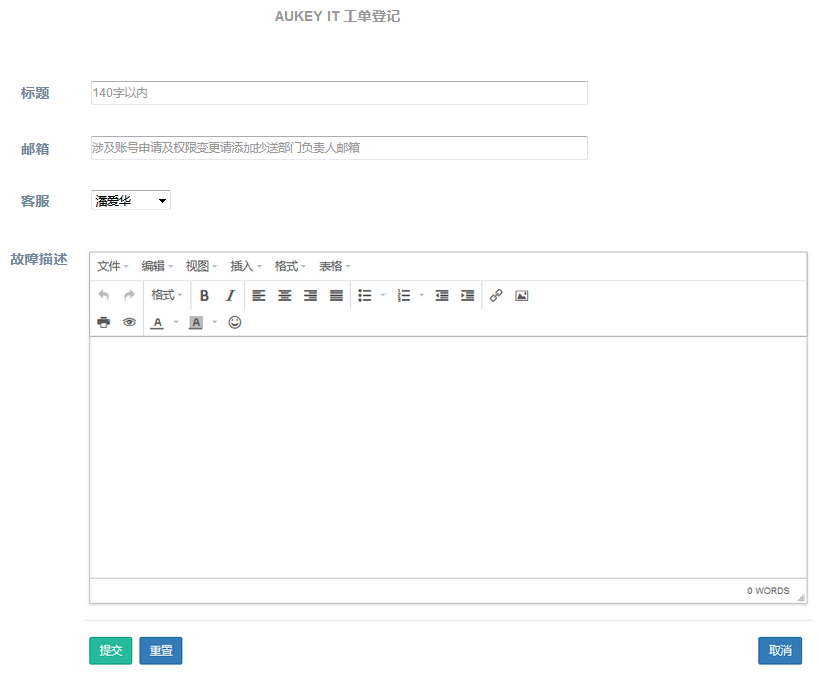 AUKEY IT 工单登记
标题 140字以内
邮箱 涉及账号申请及权限变更请添加抄送部门负责人邮箱
客服 潘爱华
故障描述 文件 编辑 视图 插入 格式 表格
格式 B I
A A
0 WORDS
提交 重置 取消